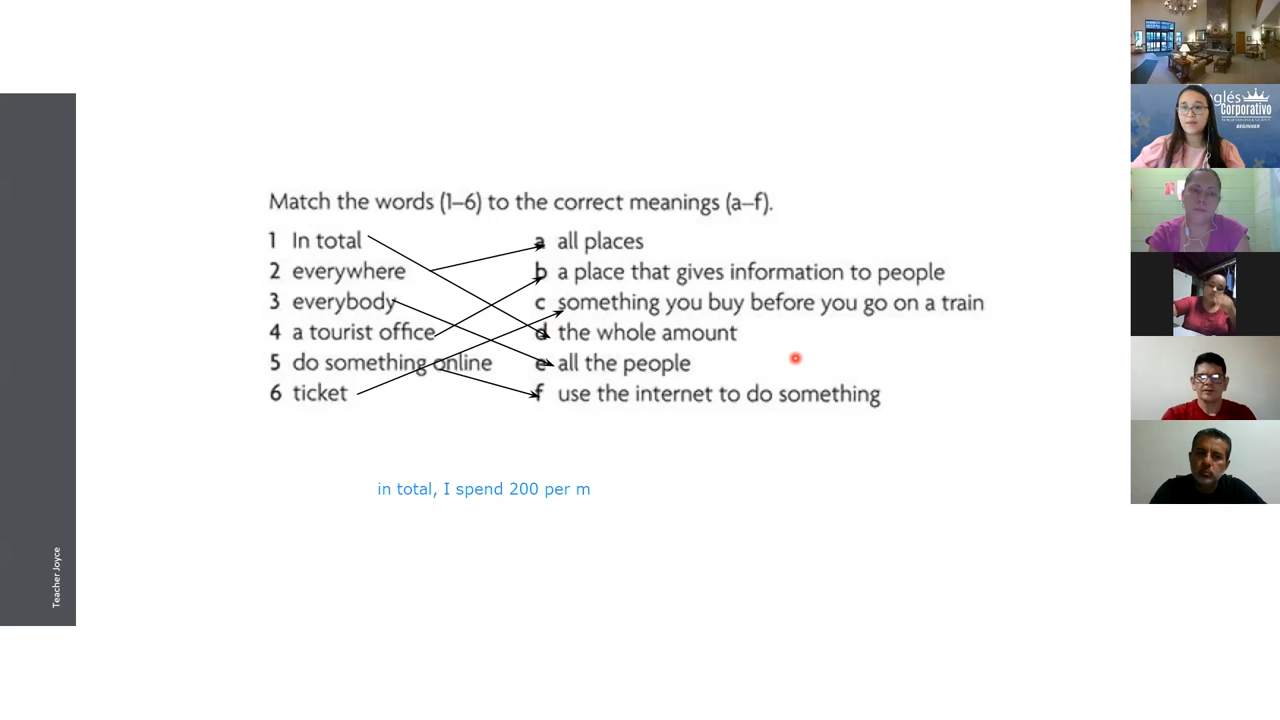 Match the words (1–6) to the correct meanings (a–f).
1 In total
2 everywhere
3 everybody
4 a tourist office
5 do something online
6 ticket
a all places
b a place that gives information to people
c something you buy before you go on a train
d the whole amount
e all the people
f use the internet to do something
in total, I spend 200 per m
Teacher Joyce
glés
Corporativo
BEGINNER